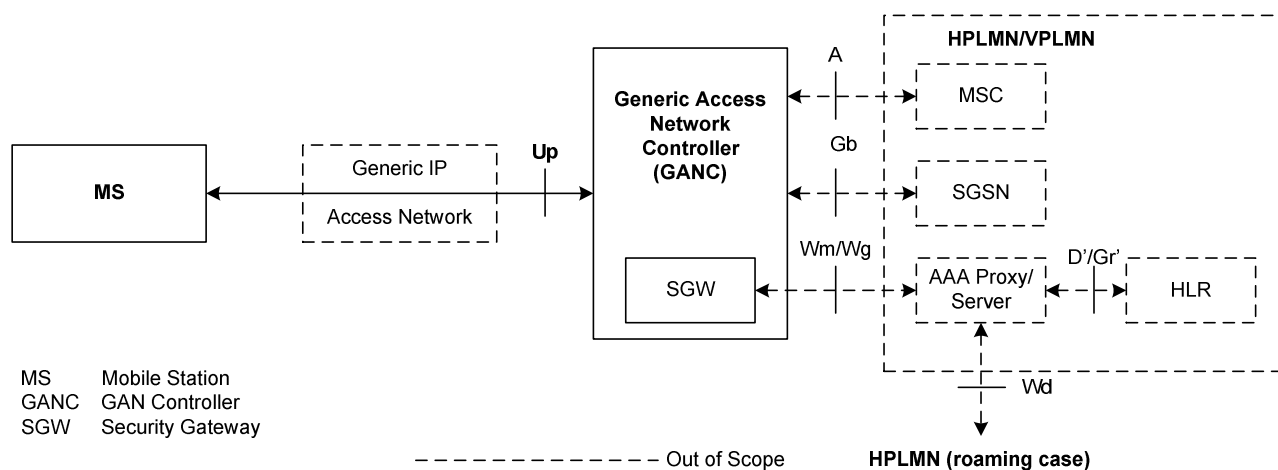 HPLMN/VPLMN
A
MSC
Generic Access
Network
Controller
(GANC)
Gb
Up
Generic IP
MS
SGSN
Access Network
Wm/Wg
D'/Gr'
SGW
AAA Proxy/
Server
HLR
MS Mobile Station
GANC GAN Controller
SGW Security Gateway
Wd
Out of Scope
HPLMN (roaming case)